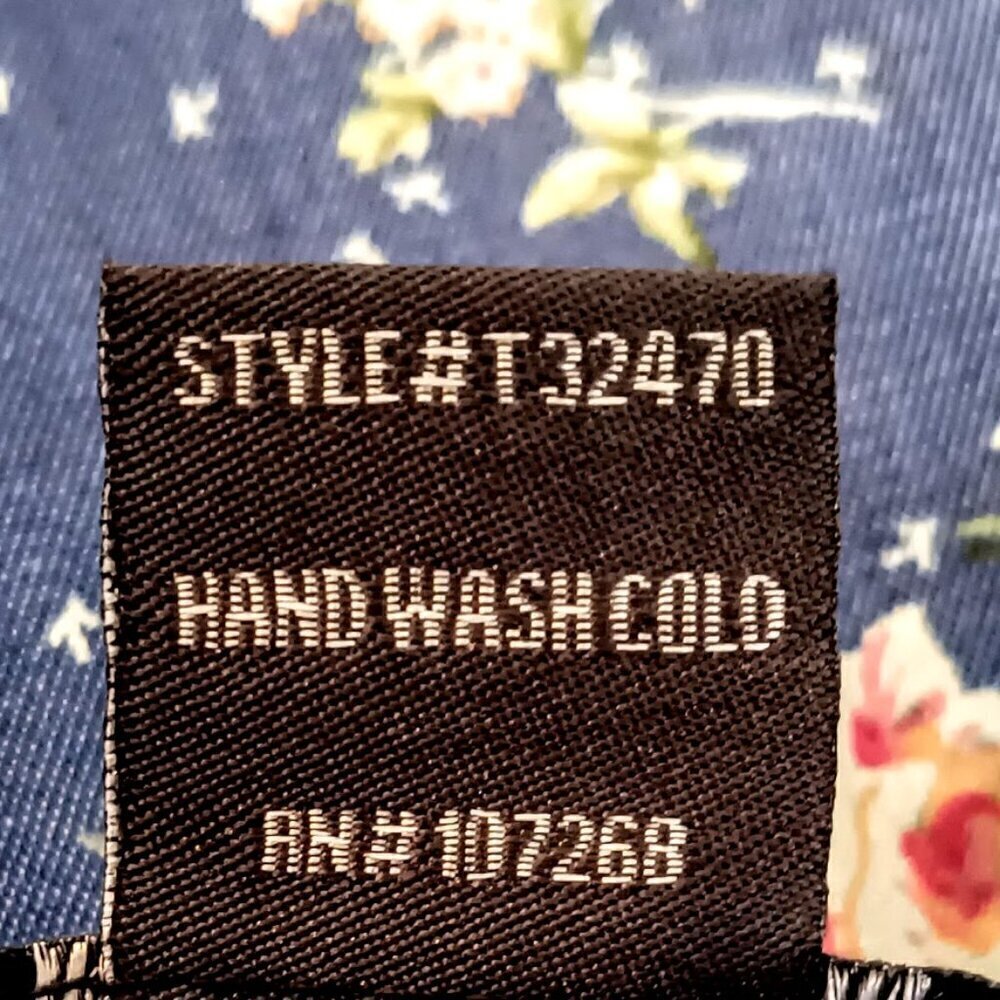 STYLE#T32470
HAND WASH COLD
RN#107268